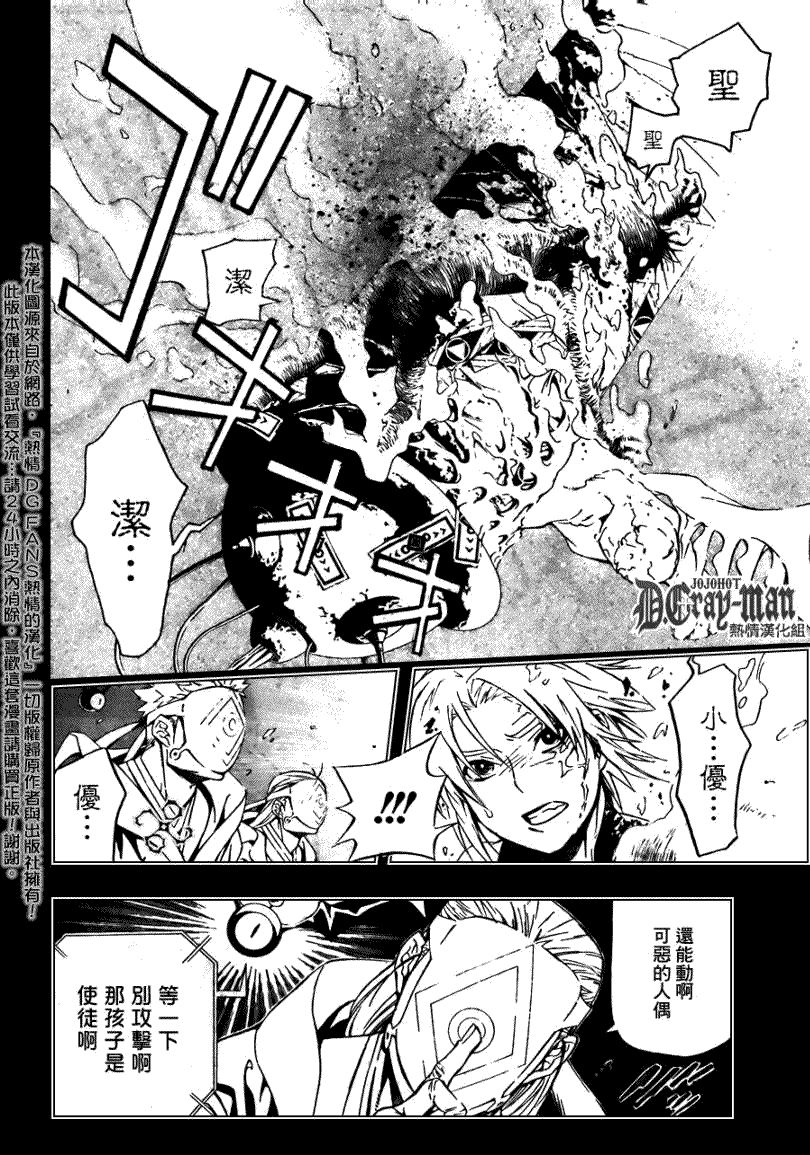 聖
聖
潔
潔…
ズ
小…優…
!!!
優…
還能動啊
可惡的人偶
等一下
別攻擊啊
那孩子是
使徒啊
JOJOHOT
D.Gray-man
熱情漢化組
本漢化圖源來自於網路，『熱情DG FANS熱情的漢化』一切版權歸原作者與出版社擁有！
此版本僅供學習試看交流…請24小時之內消除，喜歡這套漫畫請購買正版！謝謝。